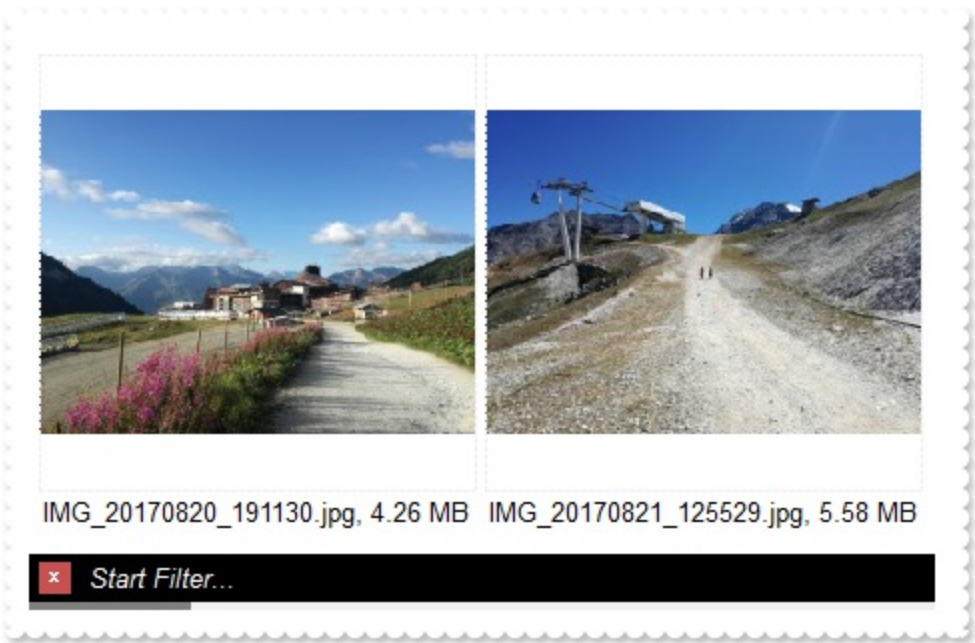 IMG_20170820_191130.jpg, 4.26 MB
IMG_20170821_125529.jpg, 5.58 MB
x Start Filter...